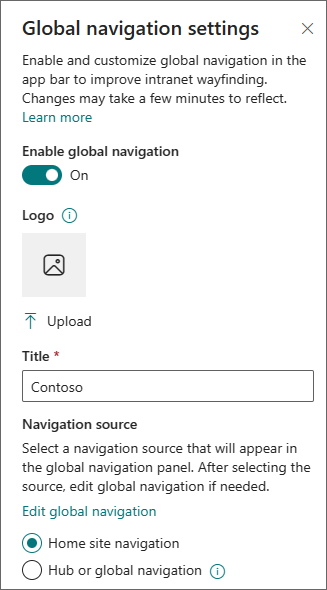 Global navigation settings
Enable and customize global navigation in the
app bar to improve intranet wayfinding.
Changes may take a few minutes to reflect.
Learn more
Enable global navigation
On
Logo
Upload
Title *
Contoso
Navigation source
Select a navigation source that will appear in
the global navigation panel. After selecting the
source, edit global navigation if needed.
Edit global navigation
Home site navigation
Hub or global navigation